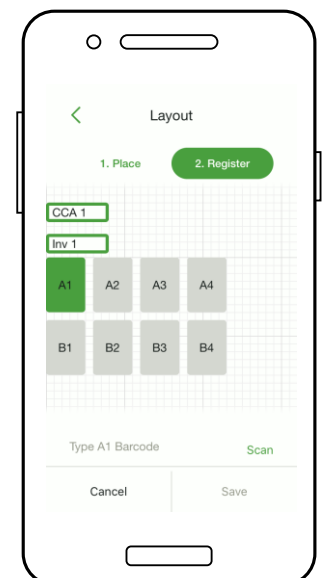 Layout
1. Place 2. Register
CCA 1
Inv 1
A1 A2 A3 A4
B1 B2 B3 B4
Type A1 Barcode Scan
Cancel Save